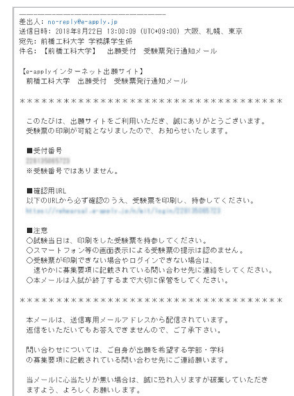 差出人: no-reply@e-apply.jp
送信日時: 2018年8月22日 13:00:09 (UTC+09:00) 大阪、札幌、東京
宛先: 前橋工科大学 学務課学生係
件名: 【前橋工科大学】 出願受付 受験票発行通知メール
【e-applyインターネット出願サイト】
前橋工科大学 出願受付 受験票発行通知メール
＊＊＊＊＊＊＊＊＊＊＊＊＊＊＊＊＊＊＊＊＊＊＊＊＊＊＊＊＊＊＊＊＊＊＊
このたびは、出願サイトをご利用いただき、誠にありがとうございます。
受験票の印刷が可能となりましたので、お知らせいたします。
■受付番号
※受験番号ではありません。
■確認用URL
以下のURLから必ず確認のうえ、受験票を印刷し、持参してください。
■注意
○試験当日は、印刷をした受験票を持参してください。
○スマートフォン等の画面表示による受験票の提示は認めません。
○受験票が印刷できない場合やログインできない場合は、
速やかに募集要項に記載されている問い合わせ先に連絡をしてください。
○本メールは入試が終了するまで大切に保管をしてください。
＊＊＊＊＊＊＊＊＊＊＊＊＊＊＊＊＊＊＊＊＊＊＊＊＊＊＊＊＊＊＊＊＊＊＊
本メールは、送信専用メールアドレスから配信されています。
返信をいただいてもお答えできませんので、ご了承下さい。
問い合わせについては、ご自身が出願を希望する学部・学科
の募集要項に記載されている問い合わせ先にご連絡願います。
当メールに心当たりが無い場合は、誠に恐れ入りますが破棄していただき
ますよう、よろしくお願いします。